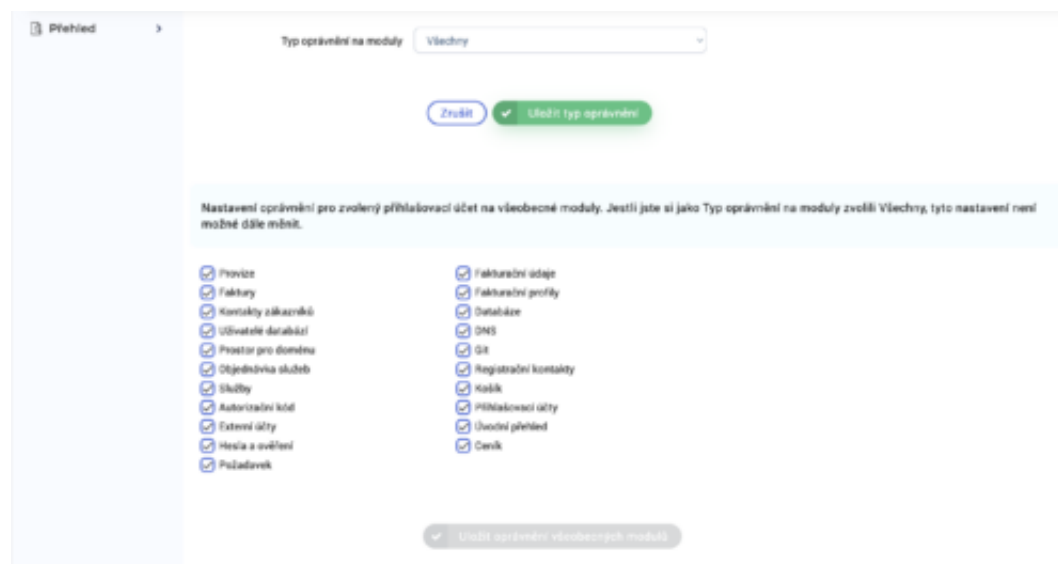 Přehled
Typ oprávnění na moduly Všechny
Zrušit Uložit typ oprávnění
Nastavení oprávnění pro zvolený přihlašovací účet na všeobecné moduly. Jestli jste si jako Typ oprávnění na moduly zvolili Všechny, tyto nastavení není
možné dále měnit.
Provize
Faktury
Kontakty zákazníků
Uživatelé databází
Prostor pro doménu
Objednávka služeb
Služby
Autorizační kód
Externí účty
Hesla a ověření
Požadavek
Fakturační údaje
Fakturační profily
Databáze
DNS
Git
Registrační kontakty
Košík
Přihlašovací účty
Úvodní přehled
Ceník
Uložit oprávnění všeobecných modulů